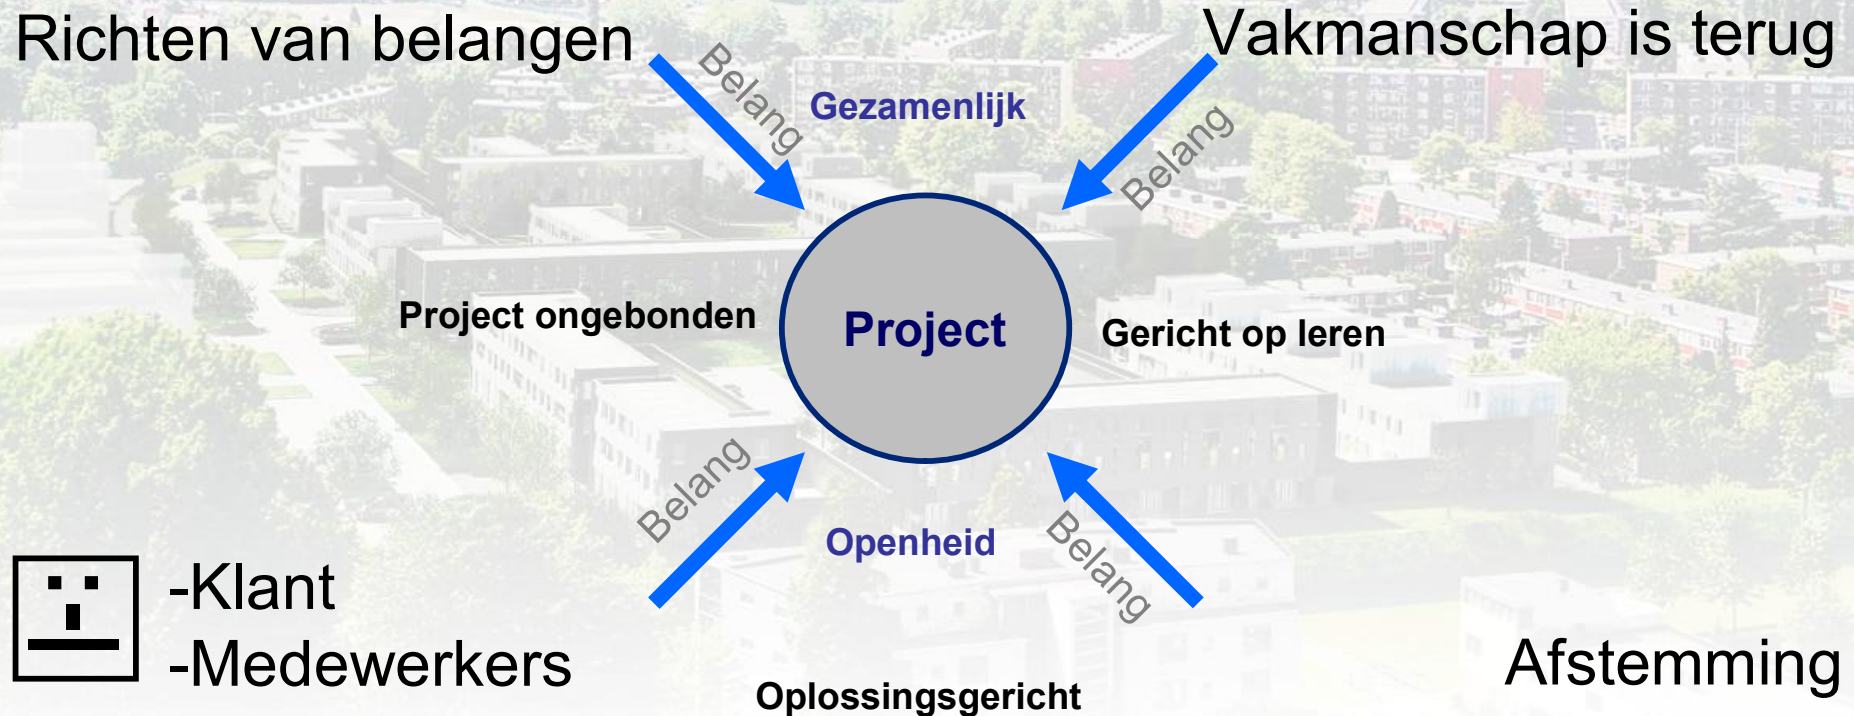 Richten van belangen
Vakmanschap is terug
Belang
Gezamenlijk
Belang
Project ongebonden
Project
Gericht op leren
Belang
Openheid
Belang
-Klant
-Medewerkers
Afstemming
Oplossingsgericht